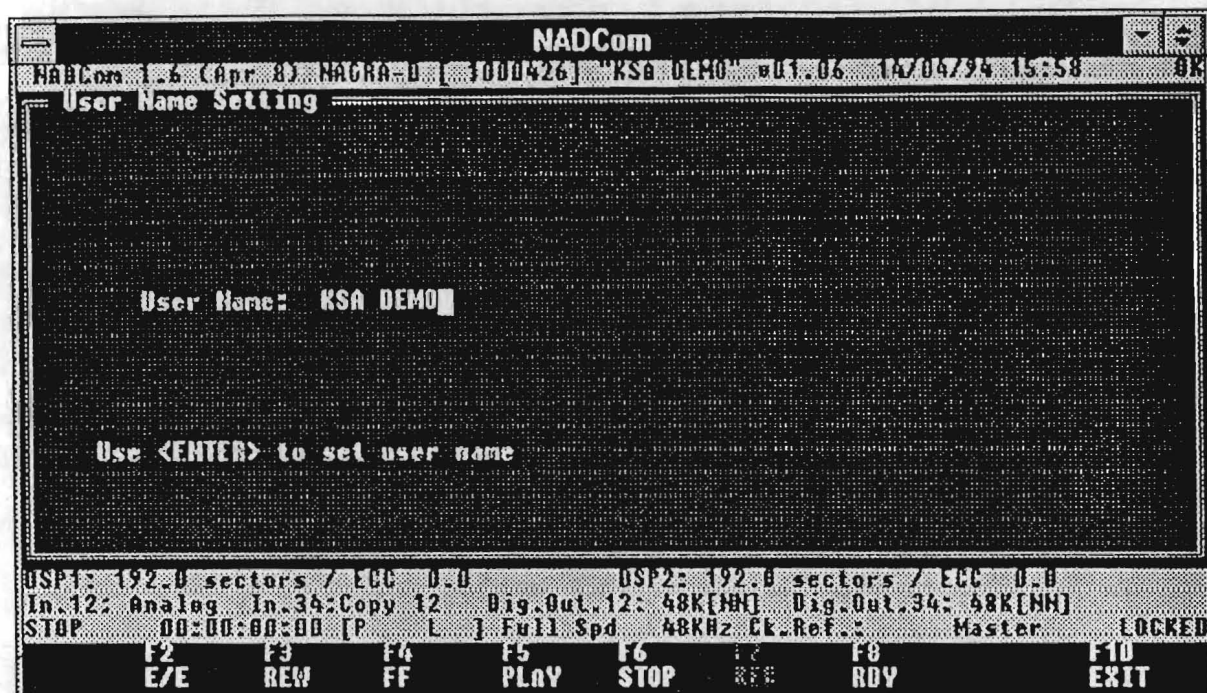 NADCom
NADCom 1.6 (Apr 8) NAGRA-D [ 1000426] "KSA DEMO" v01.06 14/04/94 15:58 OK
User Name Setting
User Name: KSA DEMO
Use <ENTER> to set user name
DSP1: 192.0 sectors / ECC 0.0 DSP2: 192.0 sectors / ECC 0.0
In.12: Analog In.34:Copy 12 Dig.Out.12: 48K[NN] Dig.Out.34: 48K[NN]
STOP 00:00:00:00 [P L ] Full Spd 48KHz Ck.Ref.: Master LOCKED
F2 F3 F4 F5 F6 F7 F8 F10
E/E REW FF PLAY STOP REC RDY EXIT